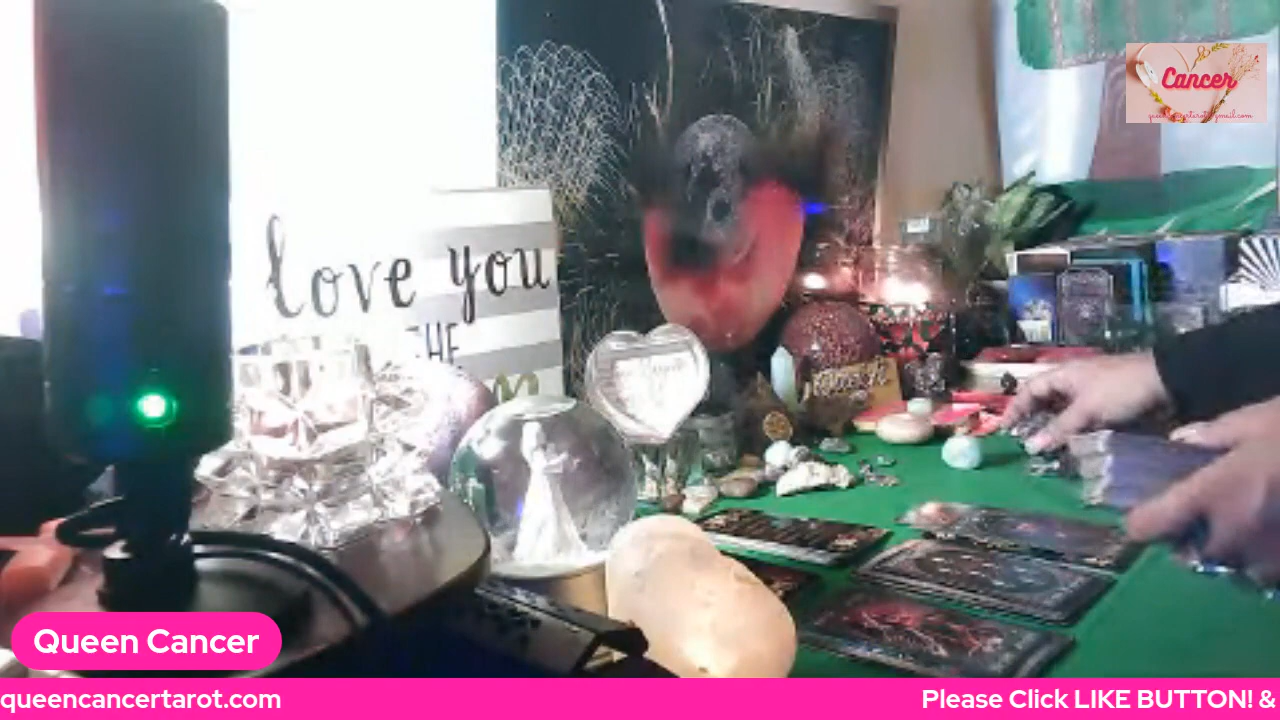 Cancer
love you
THE
Queen Cancer
queencancertarot.com
Please Click LIKE BUTTON! &